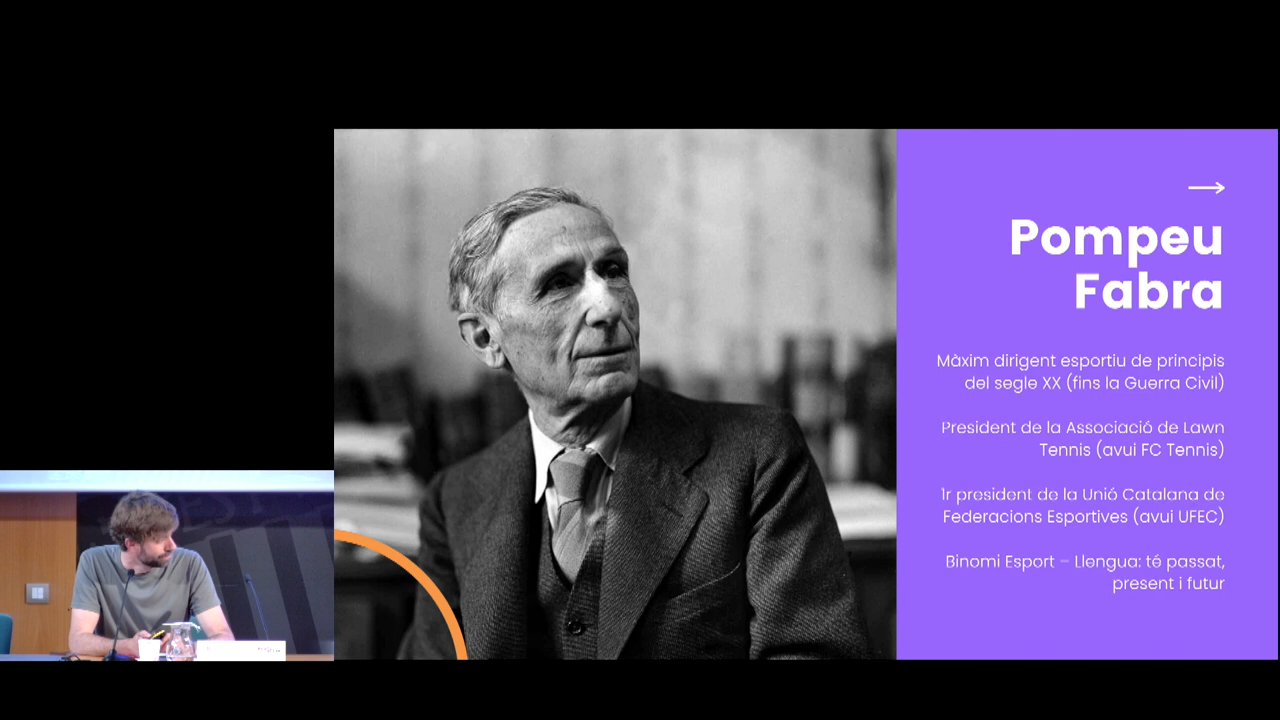 Pompeu
Fabra
Màxim dirigent esportiu de principis
del segle XX (fins la Guerra Civil)
President de la Associació de Lawn
Tennis (avui FC Tennis)
1r president de la Unió Catalana de
Federacions Esportives (avui UFEC)
Binomi Esport – Llengua: té passat,
present i futur